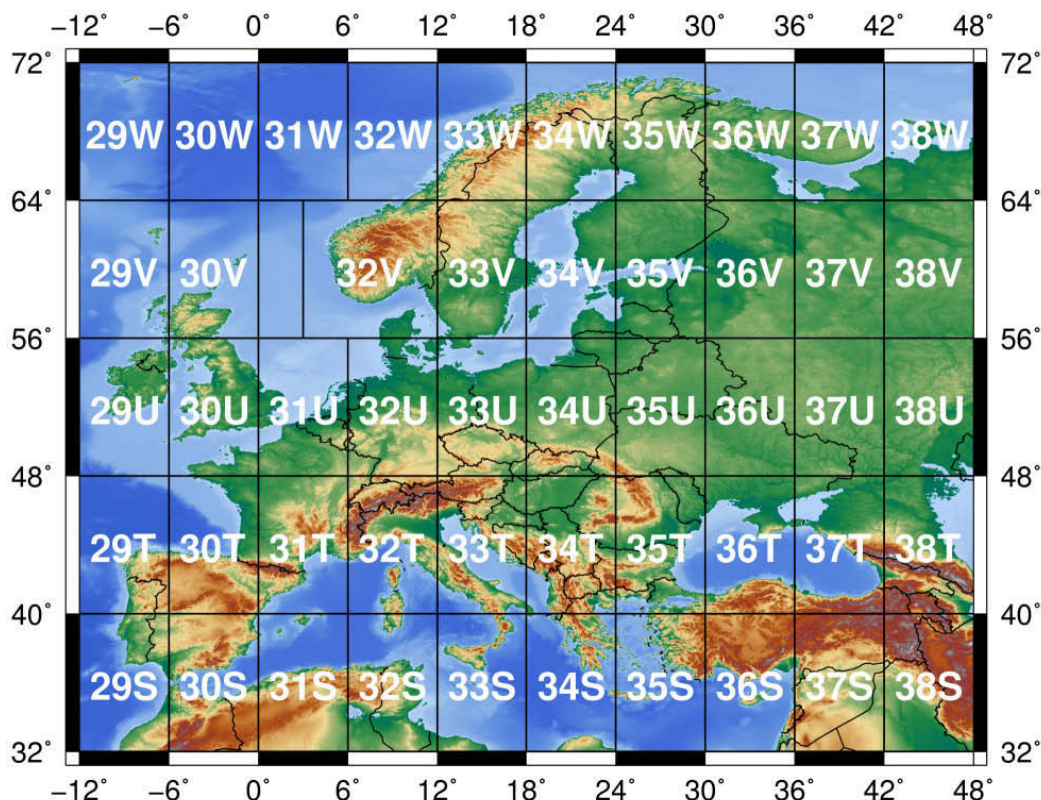 −12˚ −6˚ 0˚ 6˚ 12˚ 18˚ 24˚ 30˚ 36˚ 42˚ 48˚
72˚ 72˚
29W 30W 31W 32W 33W 34W 35W 36W 37W 38W
64˚ 64˚
29V 30V 32V 33V 34V 35V 36V 37V 38V
56˚ 56˚
29U 30U 31U 32U 33U 34U 35U 36U 37U 38U
48˚ 48˚
29T 30T 31T 32T 33T 34T 35T 36T 37T 38T
40˚ 40˚
29S 30S 31S 32S 33S 34S 35S 36S 37S 38S
32˚ 32˚
−12˚ −6˚ 0˚ 6˚ 12˚ 18˚ 24˚ 30˚ 36˚ 42˚ 48˚